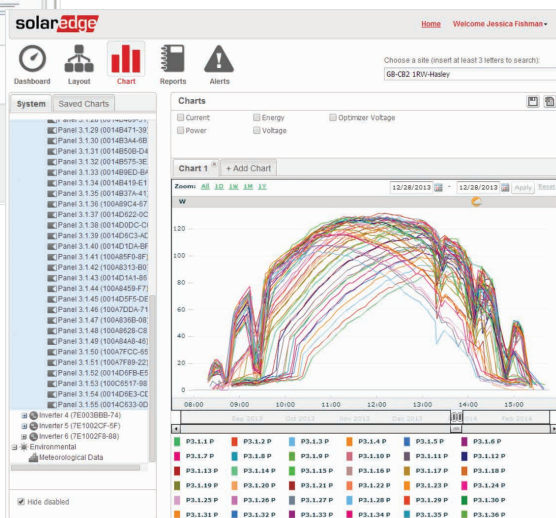 solaredge
Home Welcome Jessica Fishman
Dashboard Layout Chart Reports Alerts
Choose a site (insert at least 3 letters to search):
GB-CB2 1RW-Hasley
System Saved Charts
Panel 3.1.29 (0014B471-39)
Panel 3.1.30 (0014B3A4-6B
Panel 3.1.31 (0014B50B-D4
Panel 3.1.32 (0014B575-3E
Panel 3.1.33 (0014B9ED-BA
Panel 3.1.34 (0014B419-E1
Panel 3.1.35 (0014B37A-41)
Panel 3.1.36 (100A89C4-67
Panel 3.1.37 (0014D622-0C
Panel 3.1.38 (0014D0DC-C0
Panel 3.1.39 (0014D6C3-AD
Panel 3.1.40 (0014D1DA-BF
Panel 3.1.41 (100A85F0-8F)
Panel 3.1.42 (100A8313-B0)
Panel 3.1.43 (0014D1A1-86
Panel 3.1.44 (100A8459-F7)
Panel 3.1.45 (0014D5F5-DE
Panel 3.1.46 (100A7DDA-71
Panel 3.1.47 (100A836B-08)
Panel 3.1.48 (100A8628-C8
Panel 3.1.49 (100A84A8-46)
Panel 3.1.50 (100A7FCC-65
Panel 3.1.51 (100A7F89-22)
Panel 3.1.52 (0014D5FB-E5
Panel 3.1.53 (100C6517-98
Panel 3.1.54 (0014D6E3-CD
Panel 3.1.55 (0014C633-0D
Inverter 4 (7E003BBB-74)
Inverter 5 (7E1002CF-5F)
Inverter 6 (7E1002F8-88)
Environmental
Meteorological Data
Hide disabled
Charts
Current Energy Optimizer Voltage
Power Voltage
Chart 1 + Add Chart
Zoom: All 1D 1W 1M 1Y 12/28/2013 - 12/28/2013 Apply Reset
W
120
100
80
60
40
20
0
08:00 09:00 10:00 11:00 12:00 13:00 14:00 15:00
Sep 2013 Oct 2013 Nov 2013 Dec 2013 Feb 2014
P3.1.1 P P3.1.2 P P3.1.3 P P3.1.4 P P3.1.5 P P3.1.6 P
P3.1.7 P P3.1.8 P P3.1.9 P P3.1.10 P P3.1.11 P P3.1.12 P
P3.1.13 P P3.1.14 P P3.1.15 P P3.1.16 P P3.1.17 P P3.1.18 P
P3.1.19 P P3.1.20 P P3.1.21 P P3.1.22 P P3.1.23 P P3.1.24 P
P3.1.25 P P3.1.26 P P3.1.27 P P3.1.28 P P3.1.29 P P3.1.30 P
P3.1.31 P P3.1.32 P P3.1.33 P P3.1.34 P P3.1.35 P P3.1.36 P